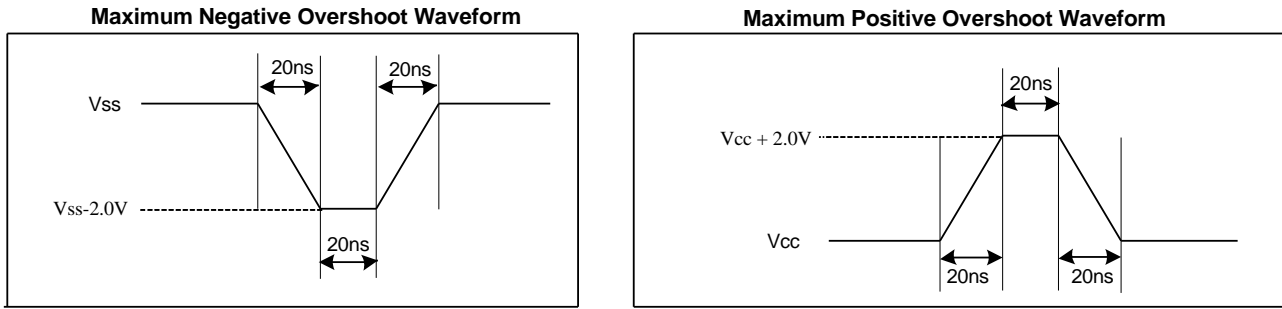 Maximum Negative Overshoot Waveform
20ns
20ns
Vss
Vss-2.0V
20ns
Maximum Positive Overshoot Waveform
20ns
Vcc + 2.0V
Vcc
20ns
20ns